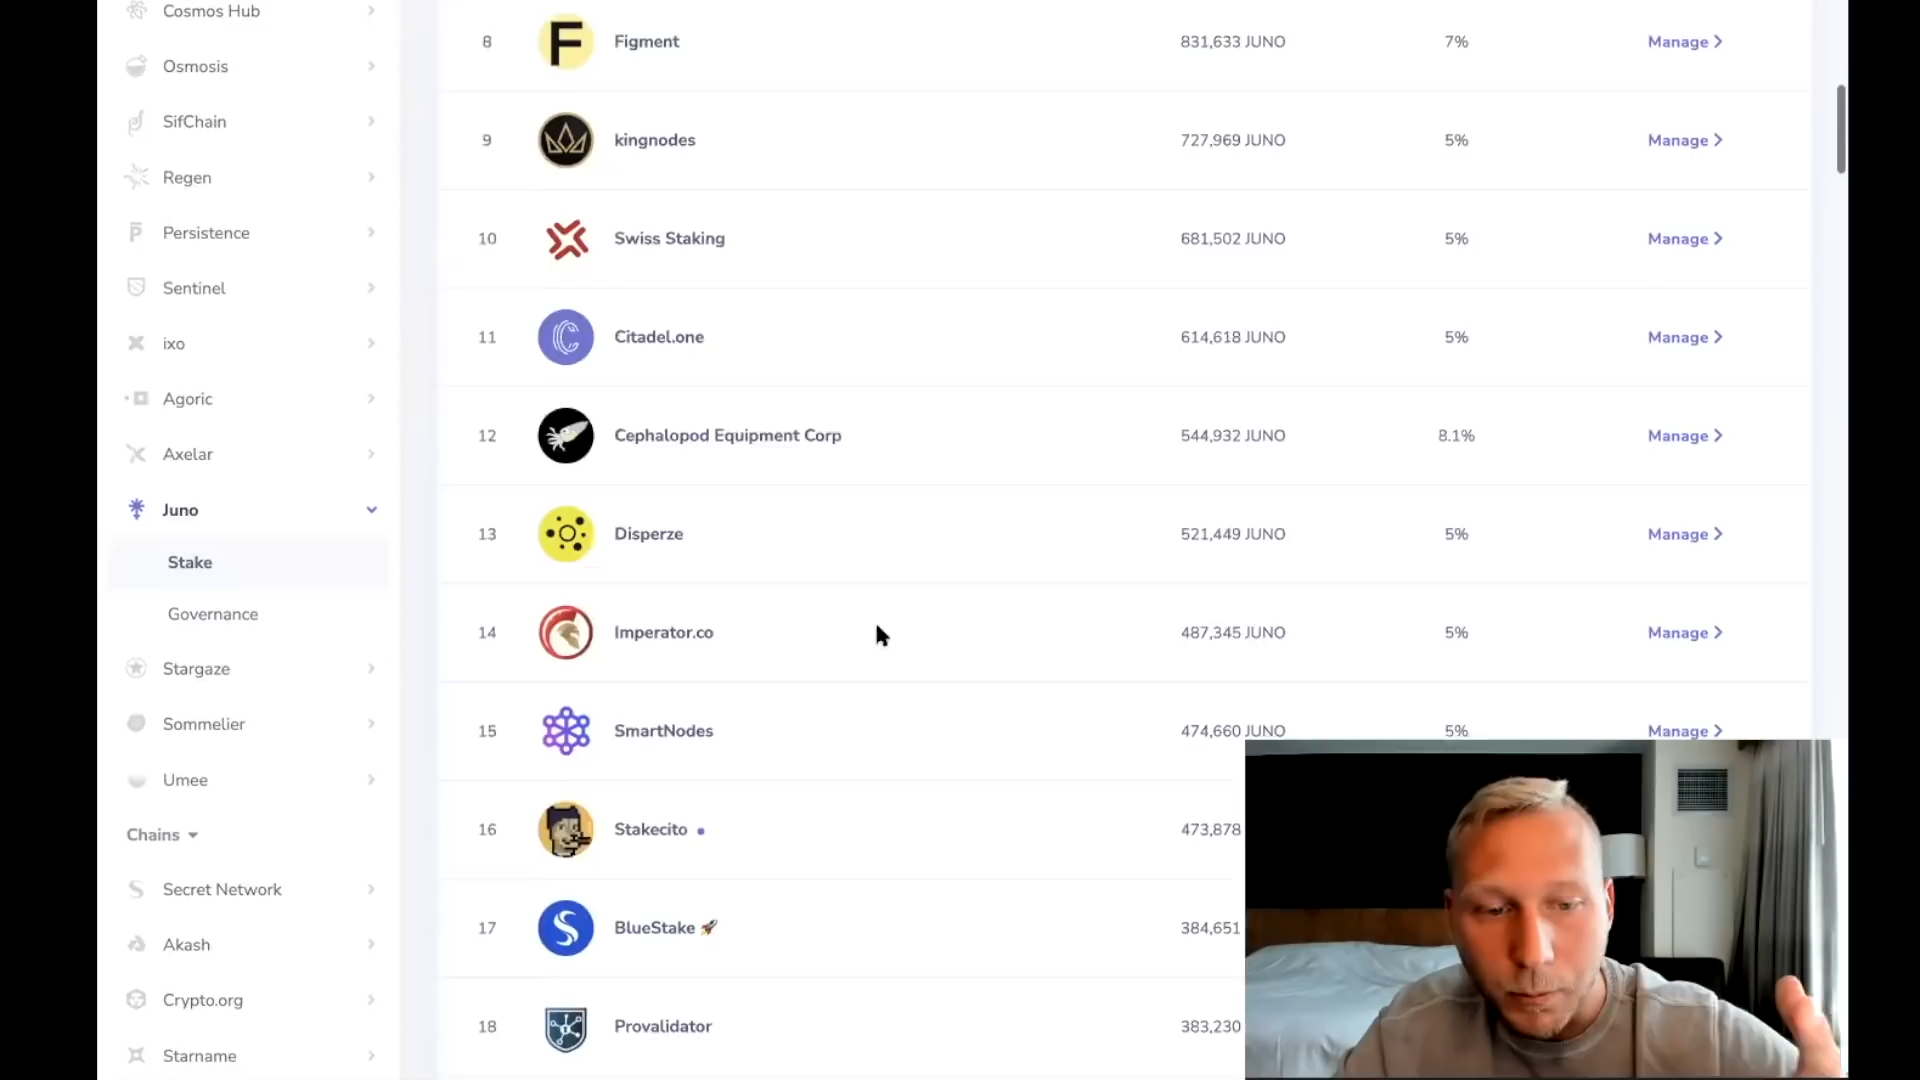 Cosmos Hub
Osmosis
SifChain
Regen
Persistence
Sentinel
ixo
Agoric
Axelar
Juno
Stake
Governance
Stargaze
Sommelier
Umee
Chains
Secret Network
Akash
Crypto.org
Starname
8 Figment 831,633 JUNO 7% Manage
9 kingnodes 727,969 JUNO 5% Manage
10 Swiss Staking 681,502 JUNO 5% Manage
11 Citadel.one 614,618 JUNO 5% Manage
12 Cephalopod Equipment Corp 544,932 JUNO 8.1% Manage
13 Disperze 521,449 JUNO 5% Manage
14 Imperator.co 487,345 JUNO 5% Manage
15 SmartNodes 474,660 JUNO 5% Manage
16 Stakecito 473,878
17 BlueStake 🚀 384,651
18 Provalidator 383,230